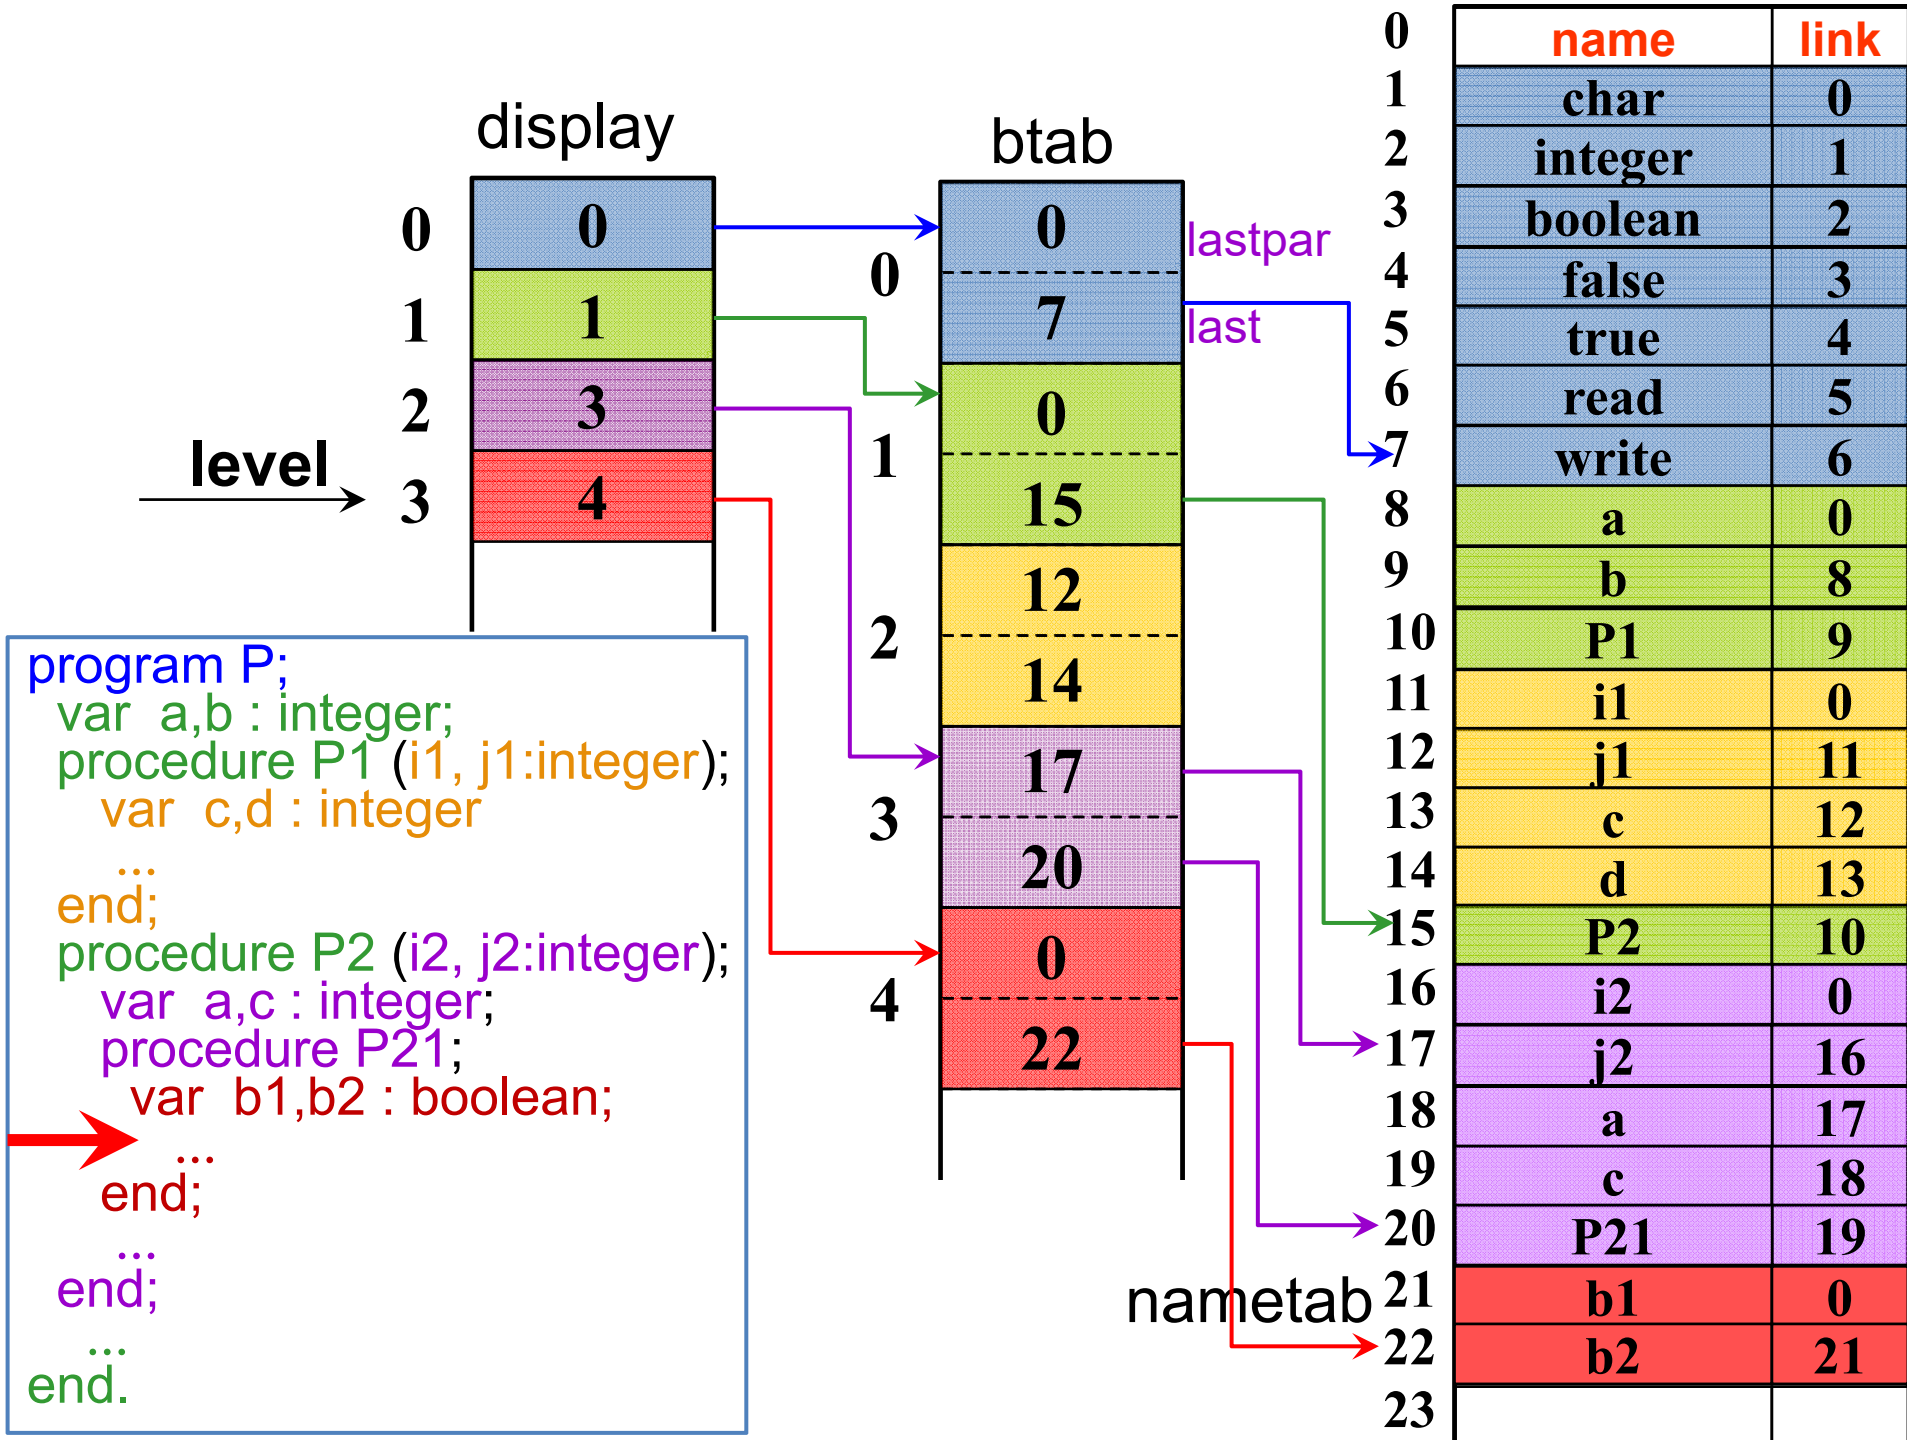 display
0 0
1 1
2 3
3 4
level
btab
0 0 lastpar
7 last
1 0
15
2 12
14
3 17
20
4 0
22
program P;
var a,b : integer;
procedure P1 (i1, j1:integer);
var c,d : integer
...
end;
procedure P2 (i2, j2:integer);
var a,c : integer;
procedure P21;
var b1,b2 : boolean;
...
end;
...
end;
...
end.
nametab
0 name link
1 char 0
2 integer 1
3 boolean 2
4 false 3
5 true 4
6 read 5
7 write 6
8 a 0
9 b 8
10 P1 9
11 i1 0
12 j1 11
13 c 12
14 d 13
15 P2 10
16 i2 0
17 j2 16
18 a 17
19 c 18
20 P21 19
21 b1 0
22 b2 21
23